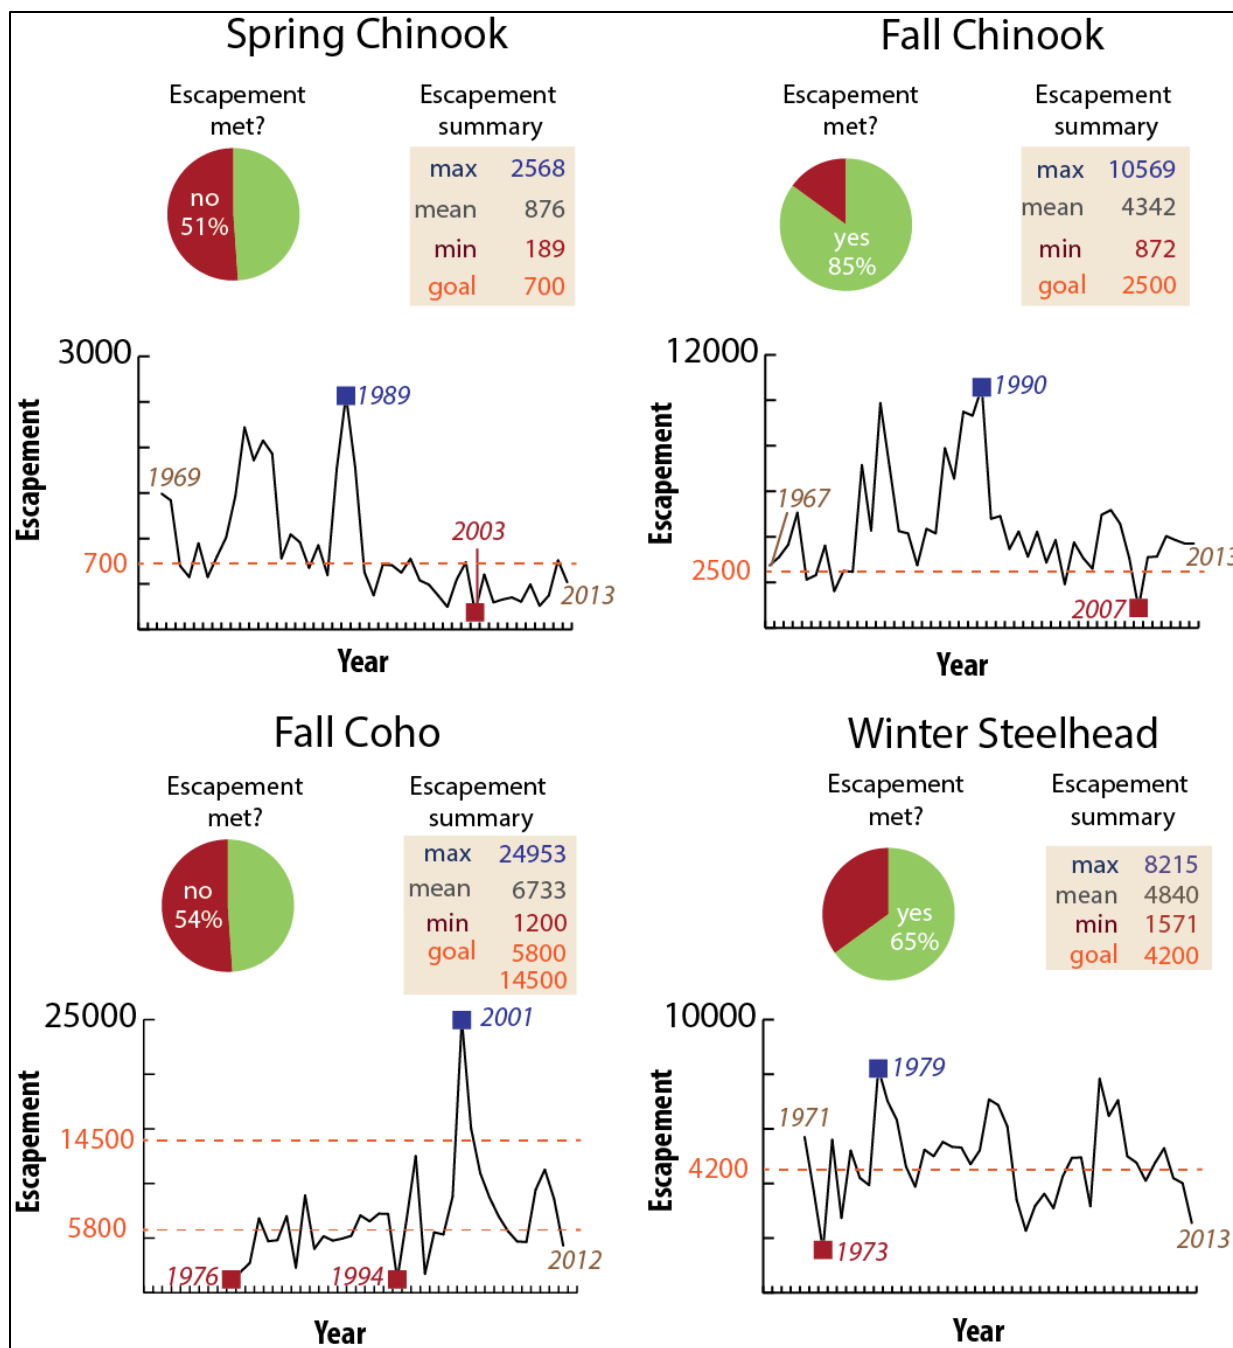 Spring Chinook
Escapement
met?
no
51%
Escapement
summary
max 2568
mean 876
min 189
goal 700
3000
Escapement
700
1969
1989
2003
2013
Year
Fall Chinook
Escapement
met?
yes
85%
Escapement
summary
max 10569
mean 4342
min 872
goal 2500
12000
Escapement
2500
1967
1990
2007
2013
Year
Fall Coho
Escapement
met?
no
54%
Escapement
summary
max 24953
mean 6733
min 1200
goal 5800
14500
25000
Escapement
14500
5800
1976
1994
2001
2012
Year
Winter Steelhead
Escapement
met?
yes
65%
Escapement
summary
max 8215
mean 4840
min 1571
goal 4200
10000
Escapement
4200
1971
1973
1979
2013
Year